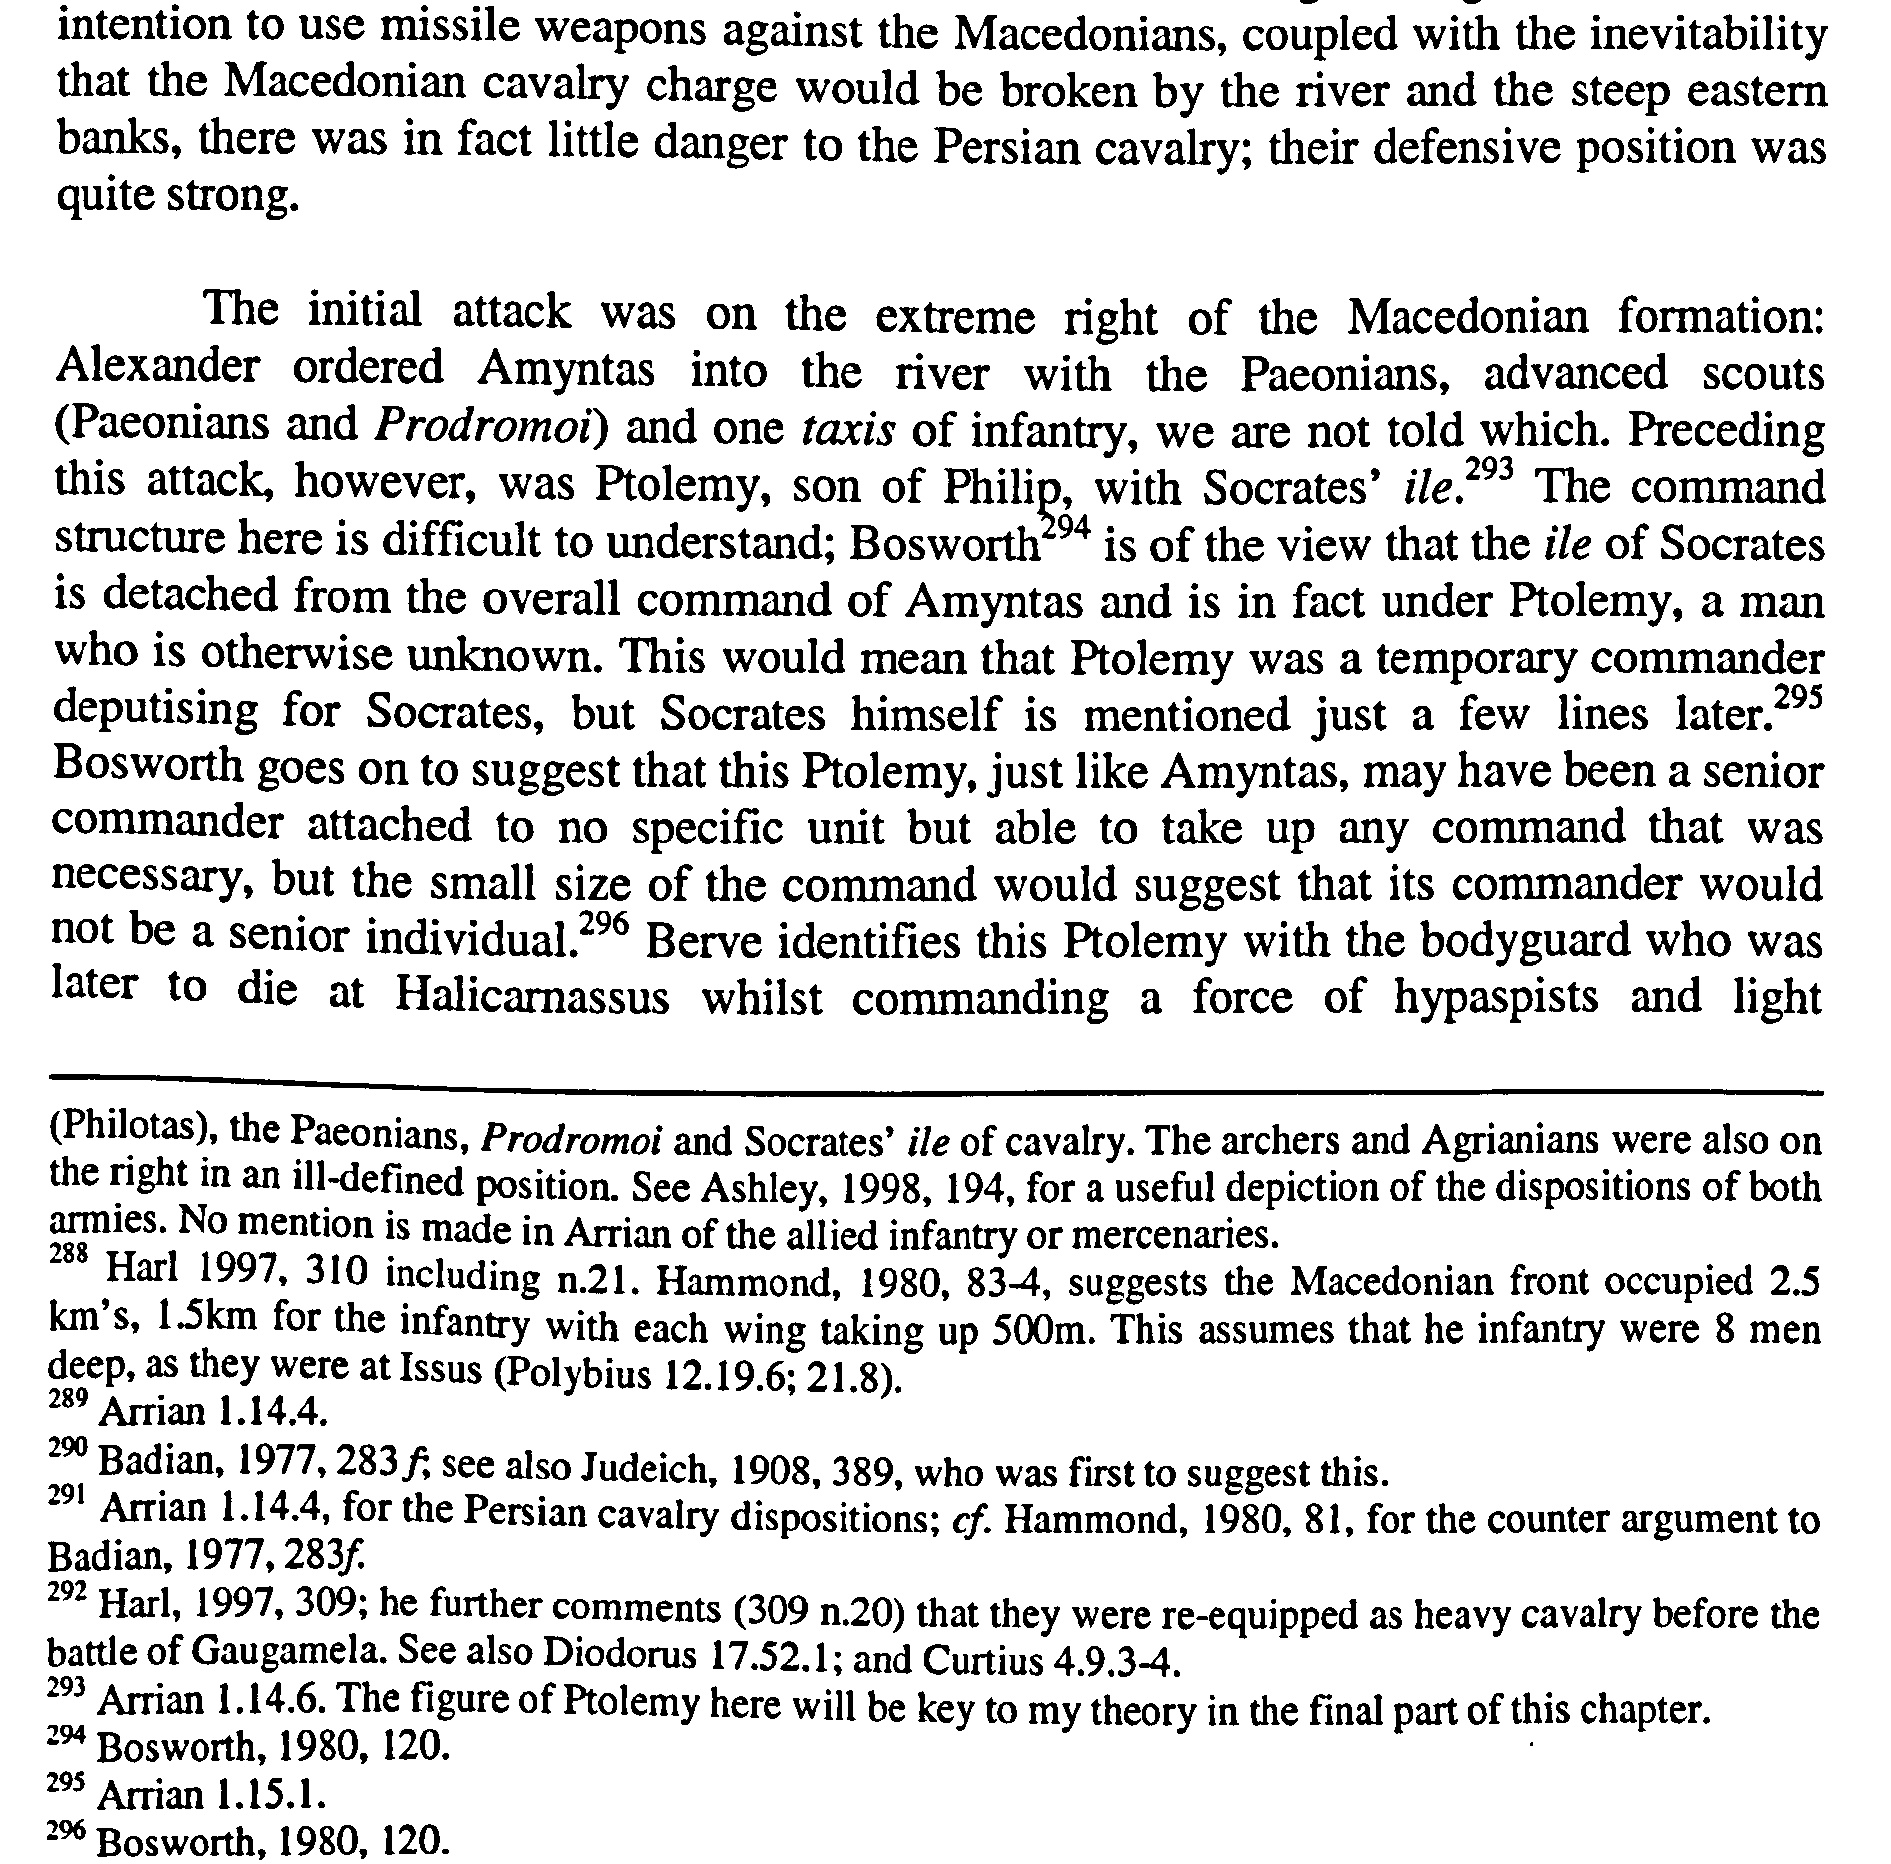 intention to use missile weapons against the Macedonians, coupled with the inevitability
that the Macedonian cavalry charge would be broken by the river and the steep eastern
banks, there was in fact little danger to the Persian cavalry; their defensive position was
quite strong.
The initial attack was on the extreme right of the Macedonian formation:
Alexander ordered Amyntas into the river with the Paeonians, advanced scouts
(Paeonians and Prodromoi) and one taxis of infantry, we are not told which. Preceding
this attack, however, was Ptolemy, son of Philip, with Socrates' ile.293 The command
structure here is difficult to understand; Bosworth294 is of the view that the ile of Socrates
is detached from the overall command of Amyntas and is in fact under Ptolemy, a man
who is otherwise unknown. This would mean that Ptolemy was a temporary commander
deputising for Socrates, but Socrates himself is mentioned just a few lines later.295
Bosworth goes on to suggest that this Ptolemy, just like Amyntas, may have been a senior
commander attached to no specific unit but able to take up any command that was
necessary, but the small size of the command would suggest that its commander would
not be a senior individual.296 Berve identifies this Ptolemy with the bodyguard who was
later to die at Halicarnassus whilst commanding a force of hypaspists and light
(Philotas), the Paeonians, Prodromoi and Socrates' ile of cavalry. The archers and Agrianians were also on
the right in an ill-defined position. See Ashley, 1998, 194, for a useful depiction of the dispositions of both
armies. No mention is made in Arrian of the allied infantry or mercenaries.
288 Harl 1997, 310 including n.21. Hammond, 1980, 83-4, suggests the Macedonian front occupied 2.5
km's, 1.5km for the infantry with each wing taking up 500m. This assumes that he infantry were 8 men
deep, as they were at Issus (Polybius 12.19.6; 21.8).
289 Arrian 1.14.4.
290 Badian, 1977, 283f; see also Judeich, 1908, 389, who was first to suggest this.
291 Arrian 1.14.4, for the Persian cavalry dispositions; cf. Hammond, 1980, 81, for the counter argument to
Badian, 1977, 283f.
292 Harl, 1997, 309; he further comments (309 n.20) that they were re-equipped as heavy cavalry before the
battle of Gaugamela. See also Diodorus 17.52.1; and Curtius 4.9.3-4.
293 Arrian 1.14.6. The figure of Ptolemy here will be key to my theory in the final part of this chapter.
294 Bosworth, 1980, 120.
295 Arrian 1.15.1.
296 Bosworth, 1980, 120.